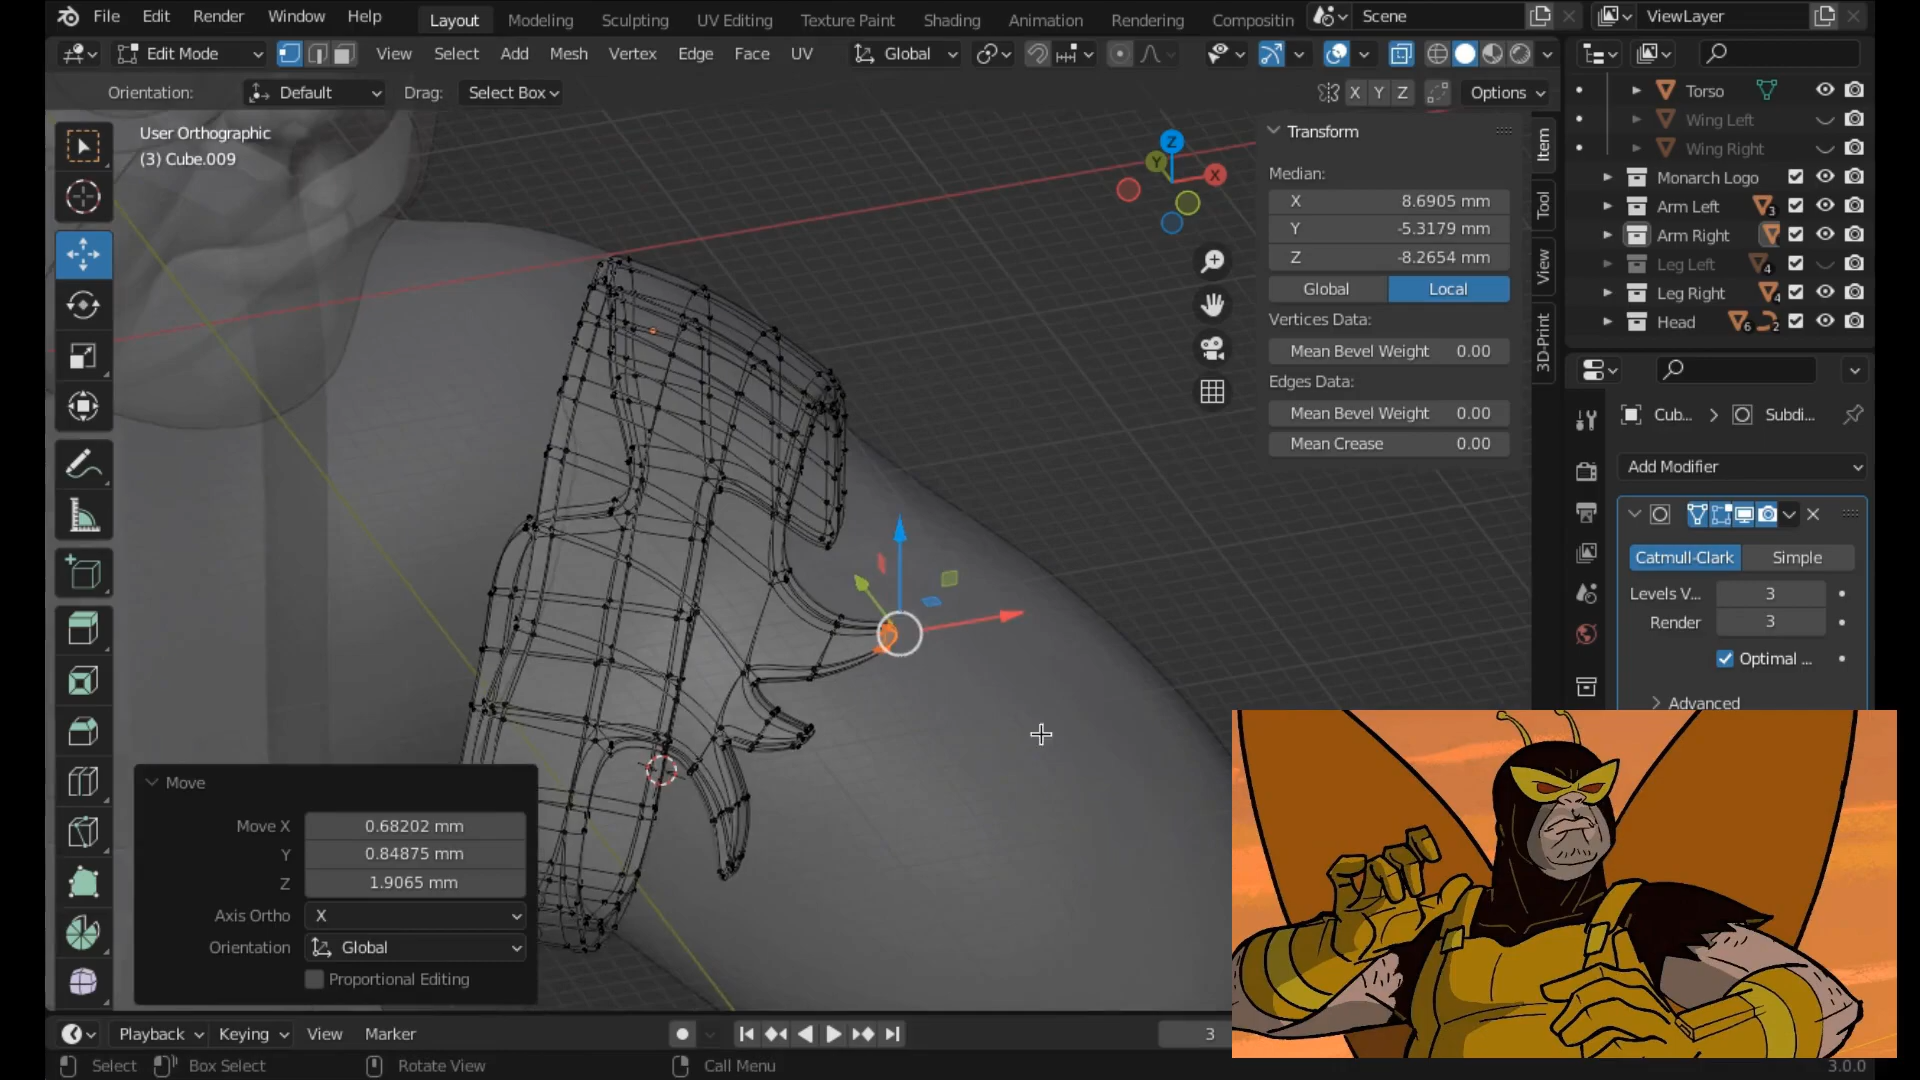 File Edit Render Window Help Layout Modeling Sculpting UV Editing Texture Paint Shading Animation Rendering Compositin Scene ViewLayer
Edit Mode View Select Add Mesh Vertex Edge Face UV Global
Orientation: Default Drag: Select Box X Y Z Options
User Orthographic
(3) Cube.009
Z
Y
X
Transform
Median:
X 8.6905 mm
Y -5.3179 mm
Z -8.2654 mm
Global Local
Vertices Data:
Mean Bevel Weight 0.00
Edges Data:
Mean Bevel Weight 0.00
Mean Crease 0.00
Item
Tool
View
3D-Print
Torso
Wing Left
Wing Right
Monarch Logo
Arm Left 3
Arm Right
Leg Left 4
Leg Right 4
Head 6 2
Cub... Subdi...
Add Modifier
Catmull-Clark Simple
Levels V... 3
Render 3
Optimal ...
Advanced
Move
Move X 0.68202 mm
Y 0.84875 mm
Z 1.9065 mm
Axis Ortho X
Orientation Global
Proportional Editing
Playback Keying View Marker 3
Select Box Select Rotate View Call Menu 3.0.0